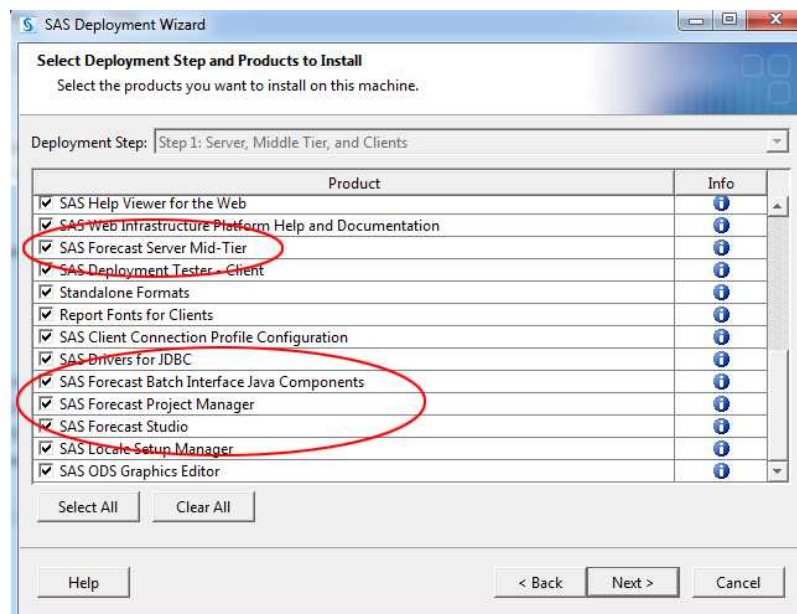 SAS Deployment Wizard
Select Deployment Step and Products to Install
Select the products you want to install on this machine.
Deployment Step: Step 1: Server, Middle Tier, and Clients
Product Info
SAS Help Viewer for the Web
SAS Web Infrastructure Platform Help and Documentation
SAS Forecast Server Mid-Tier
SAS Deployment Tester - Client
Standalone Formats
Report Fonts for Clients
SAS Client Connection Profile Configuration
SAS Drivers for JDBC
SAS Forecast Batch Interface Java Components
SAS Forecast Project Manager
SAS Forecast Studio
SAS Locale Setup Manager
SAS ODS Graphics Editor
Select All Clear All
Help < Back Next > Cancel